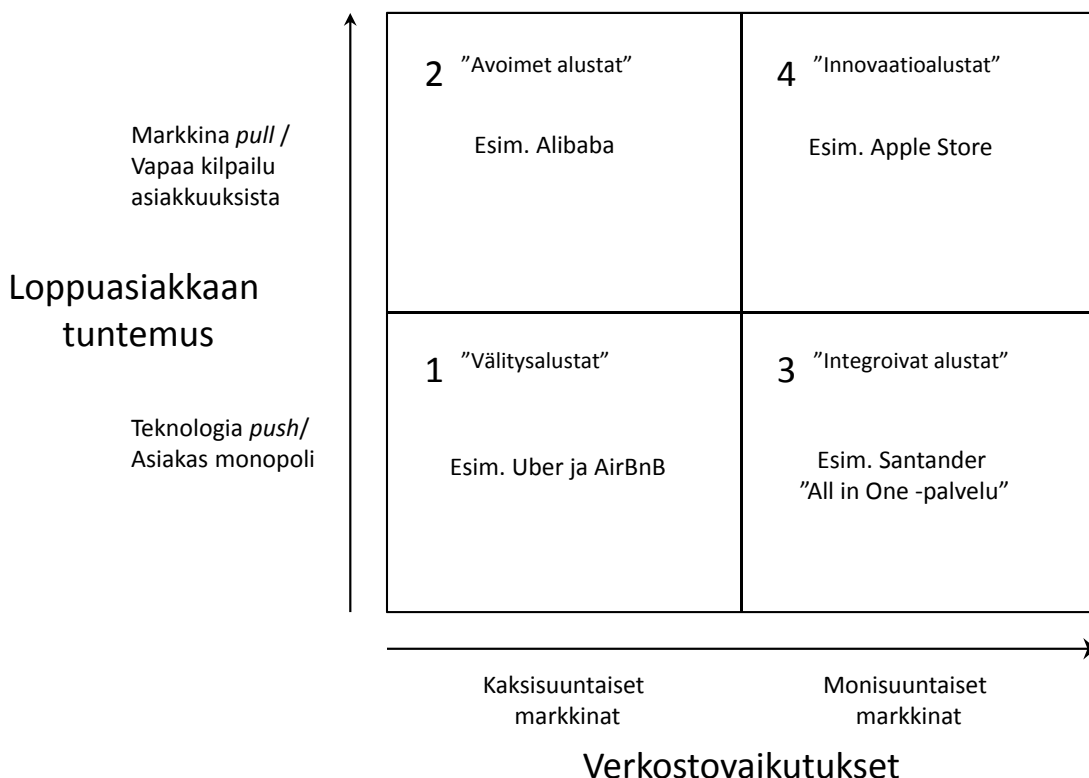 2 ”Avoimet alustat”
Esim. Alibaba
4 ”Innovaatioalustat”
Esim. Apple Store
Markkina pull /
Vapaa kilpailu
asiakkuuksista
Loppuasiakkaan
tuntemus
1 ”Välitysalustat”
Esim. Uber ja AirBnB
3 ”Integroivat alustat”
Esim. Santander
”All in One -palvelu”
Teknologia push/
Asiakas monopoli
Kaksisuuntaiset
markkinat
Monisuuntaiset
markkinat
Verkostovaikutukset